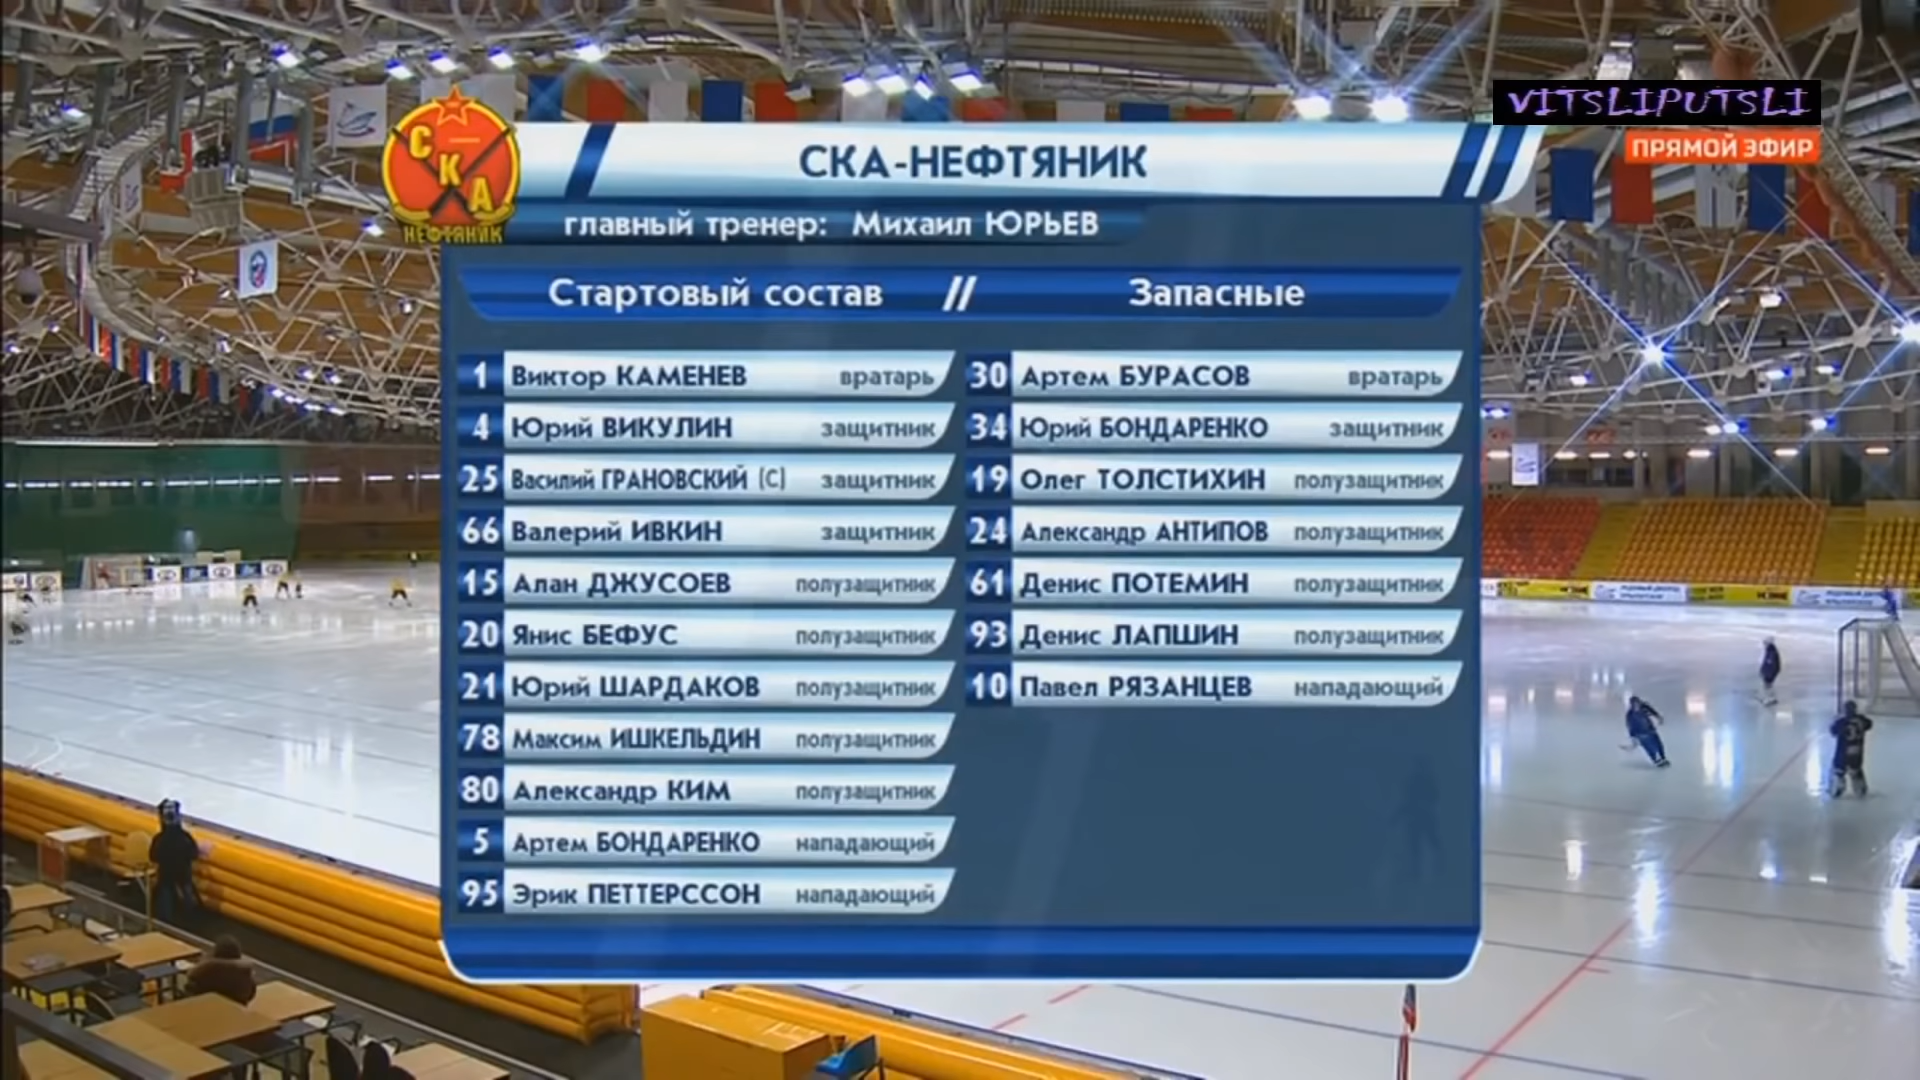 VITSLIPUTSLI
ПРЯМОЙ ЭФИР
СКА
НЕФТЯНИК
СКА-НЕФТЯНИК
главный тренер: Михаил ЮРЬЕВ
Стартовый состав // Запасные
1 Виктор КАМЕНЕВ вратарь
4 Юрий ВИКУЛИН защитник
25 Василий ГРАНОВСКИЙ (С) защитник
66 Валерий ИВКИН защитник
15 Алан ДЖУСОЕВ полузащитник
20 Янис БЕФУС полузащитник
21 Юрий ШАРДАКОВ полузащитник
78 Максим ИШКЕЛЬДИН полузащитник
80 Александр КИМ полузащитник
5 Артем БОНДАРЕНКО нападающий
95 Эрик ПЕТТЕРССОН нападающий
30 Артем БУРАСОВ вратарь
34 Юрий БОНДАРЕНКО защитник
19 Олег ТОЛСТИХИН полузащитник
24 Александр АНТИПОВ полузащитник
61 Денис ПОТЕМИН полузащитник
93 Денис ЛАПШИН полузащитник
10 Павел РЯЗАНЦЕВ нападающий